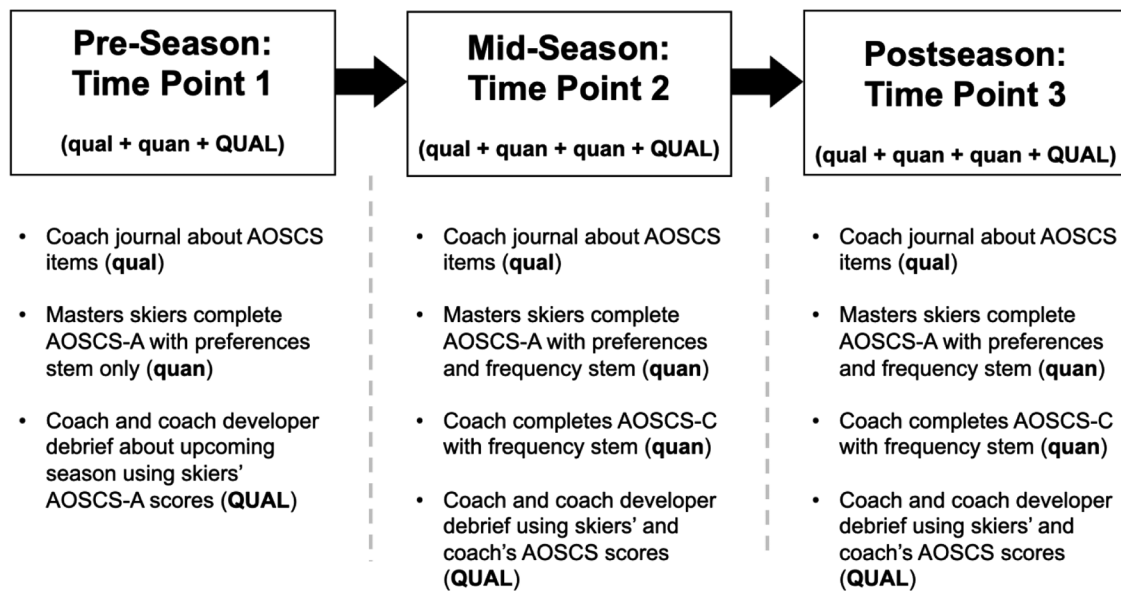 Pre-Season:
Time Point 1
(qual + quan + QUAL)
Mid-Season:
Time Point 2
(qual + quan + quan + QUAL)
Postseason:
Time Point 3
(qual + quan + quan + QUAL)
• Coach journal about AOSCS
items (qual)
• Masters skiers complete
AOSCS-A with preferences
stem only (quan)
• Coach and coach developer
debrief about upcoming
season using skiers’
AOSCS-A scores (QUAL)
• Coach journal about AOSCS
items (qual)
• Masters skiers complete
AOSCS-A with preferences
and frequency stem (quan)
• Coach completes AOSCS-C
with frequency stem (quan)
• Coach and coach developer
debrief using skiers’ and
coach’s AOSCS scores
(QUAL)
• Coach journal about AOSCS
items (qual)
• Masters skiers complete
AOSCS-A with preferences
and frequency stem (quan)
• Coach completes AOSCS-C
with frequency stem (quan)
• Coach and coach developer
debrief using skiers’ and
coach’s AOSCS scores
(QUAL)